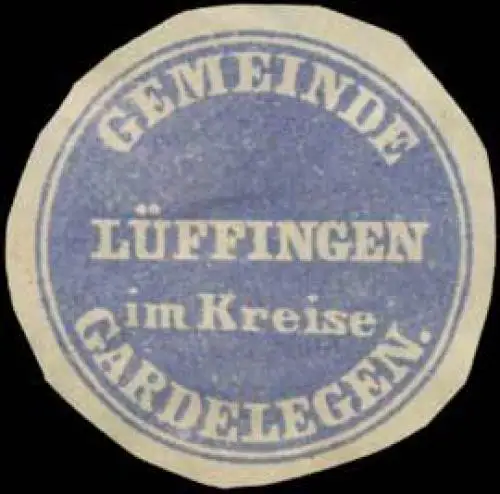 GEMEINDE
LÜFFINGEN
im Kreise
GARDELEGEN.